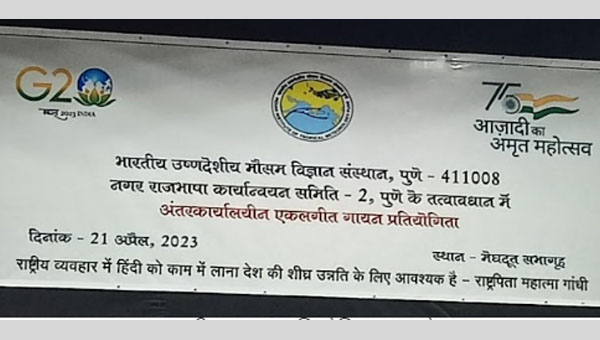 G20
भारत 2023 INDIA
75
आज़ादी का
अमृत महोत्सव
भारतीय उष्णदेशीय मौसम विज्ञान संस्थान, पुणे - 411008
नगर राजभाषा कार्यान्वयन समिति - 2, पुणे के तत्वावधान में
अंतरकार्यालयीन एकलगीत गायन प्रतियोगिता
दिनांक - 21 अप्रैल, 2023
स्थान - मेघदूत सभागृह
राष्ट्रीय व्यवहार में हिंदी को काम में लाना देश की शीघ्र उन्नति के लिए आवश्यक है - राष्ट्रपिता महात्मा गांधी